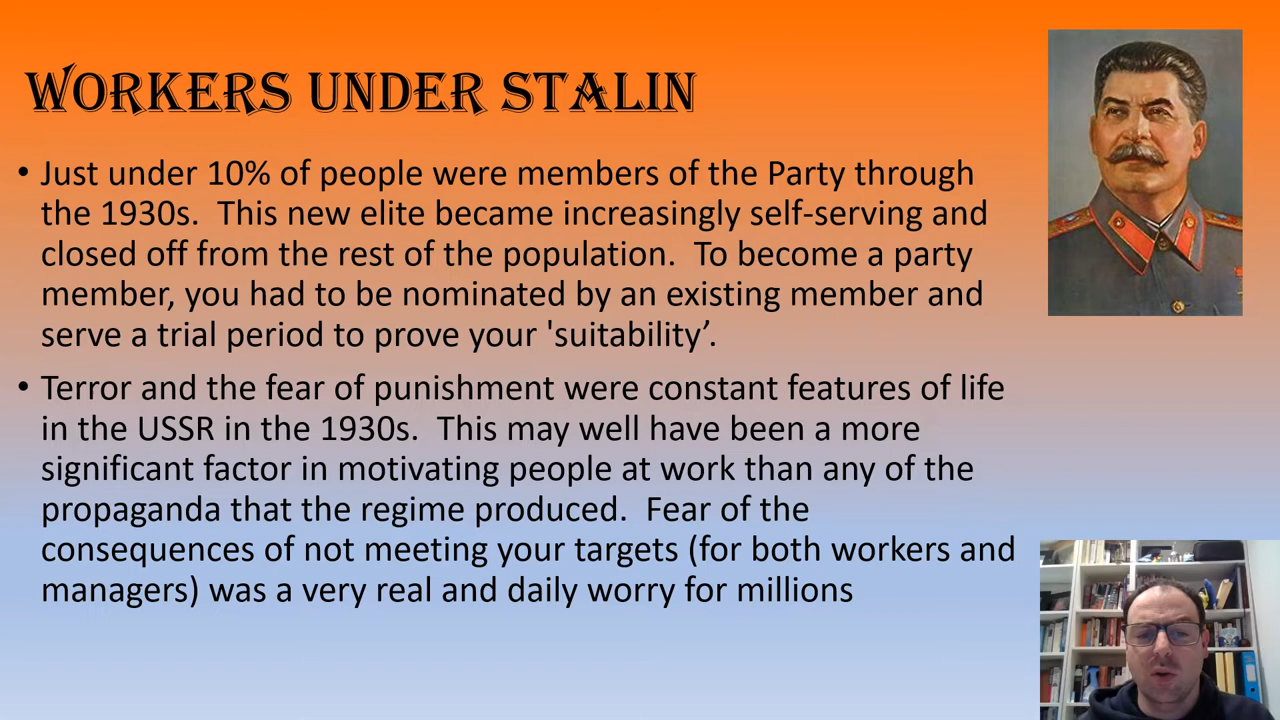 WORKERS UNDER STALIN
• Just under 10% of people were members of the Party through
the 1930s.  This new elite became increasingly self-serving and
closed off from the rest of the population.  To become a party
member, you had to be nominated by an existing member and
serve a trial period to prove your 'suitability’.
• Terror and the fear of punishment were constant features of life
in the USSR in the 1930s.  This may well have been a more
significant factor in motivating people at work than any of the
propaganda that the regime produced.  Fear of the
consequences of not meeting your targets (for both workers and
managers) was a very real and daily worry for millions